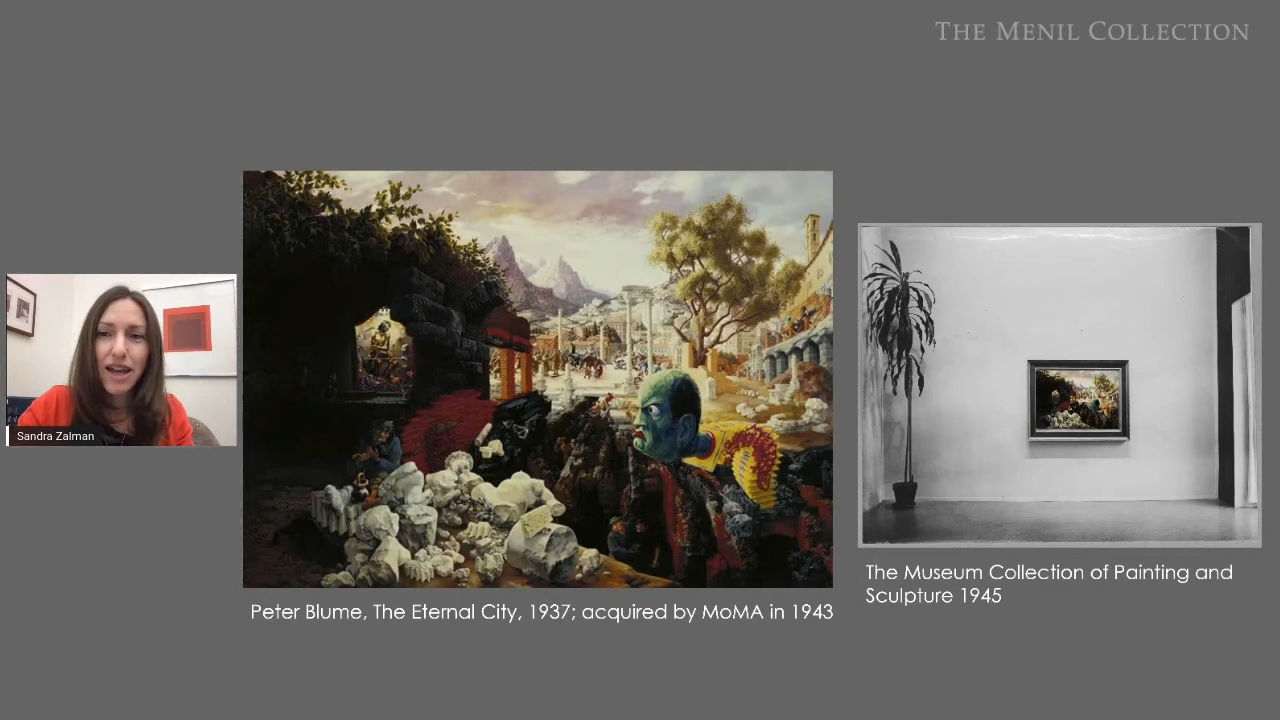 THE MENIL COLLECTION
Sandra Zalman
Peter Blume, The Eternal City, 1937; acquired by MoMA in 1943
The Museum Collection of Painting and
Sculpture 1945